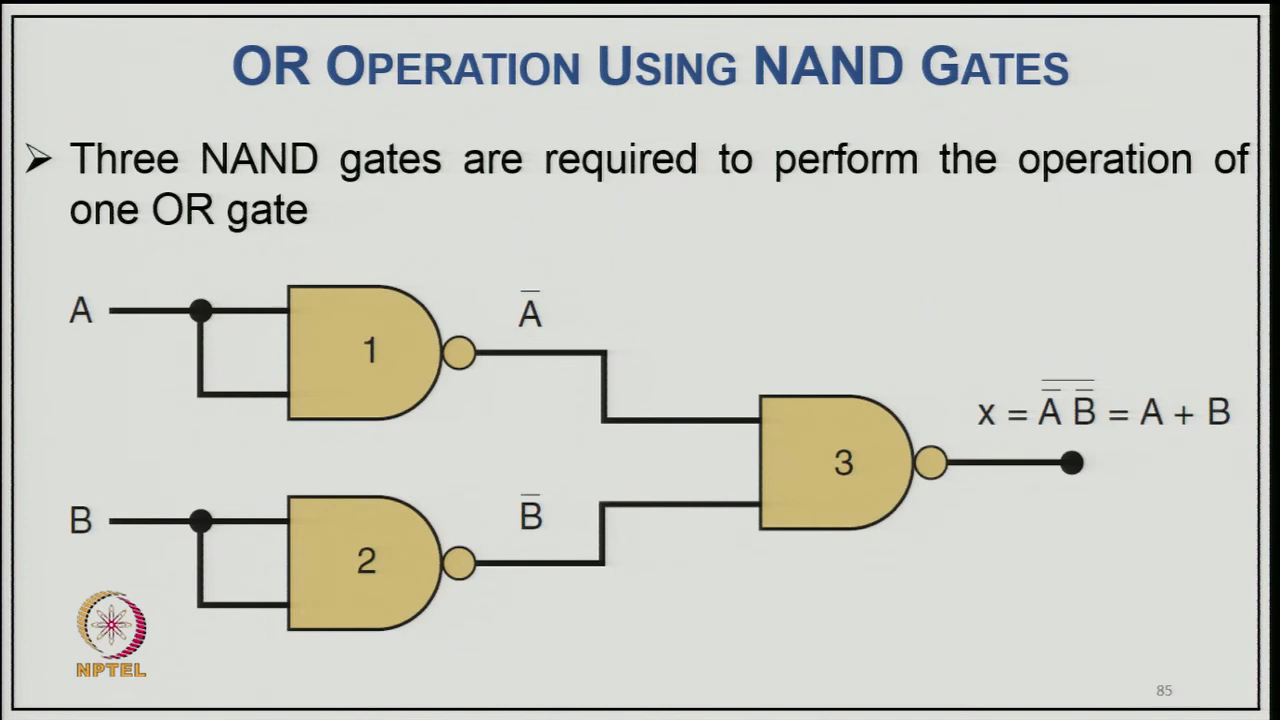 OR OPERATION USING NAND GATES
➢ Three NAND gates are required to perform the operation of
one OR gate
A
1
A̅
B
2
B̅
3
x = \overline{A̅ B̅} = A + B
NPTEL
85